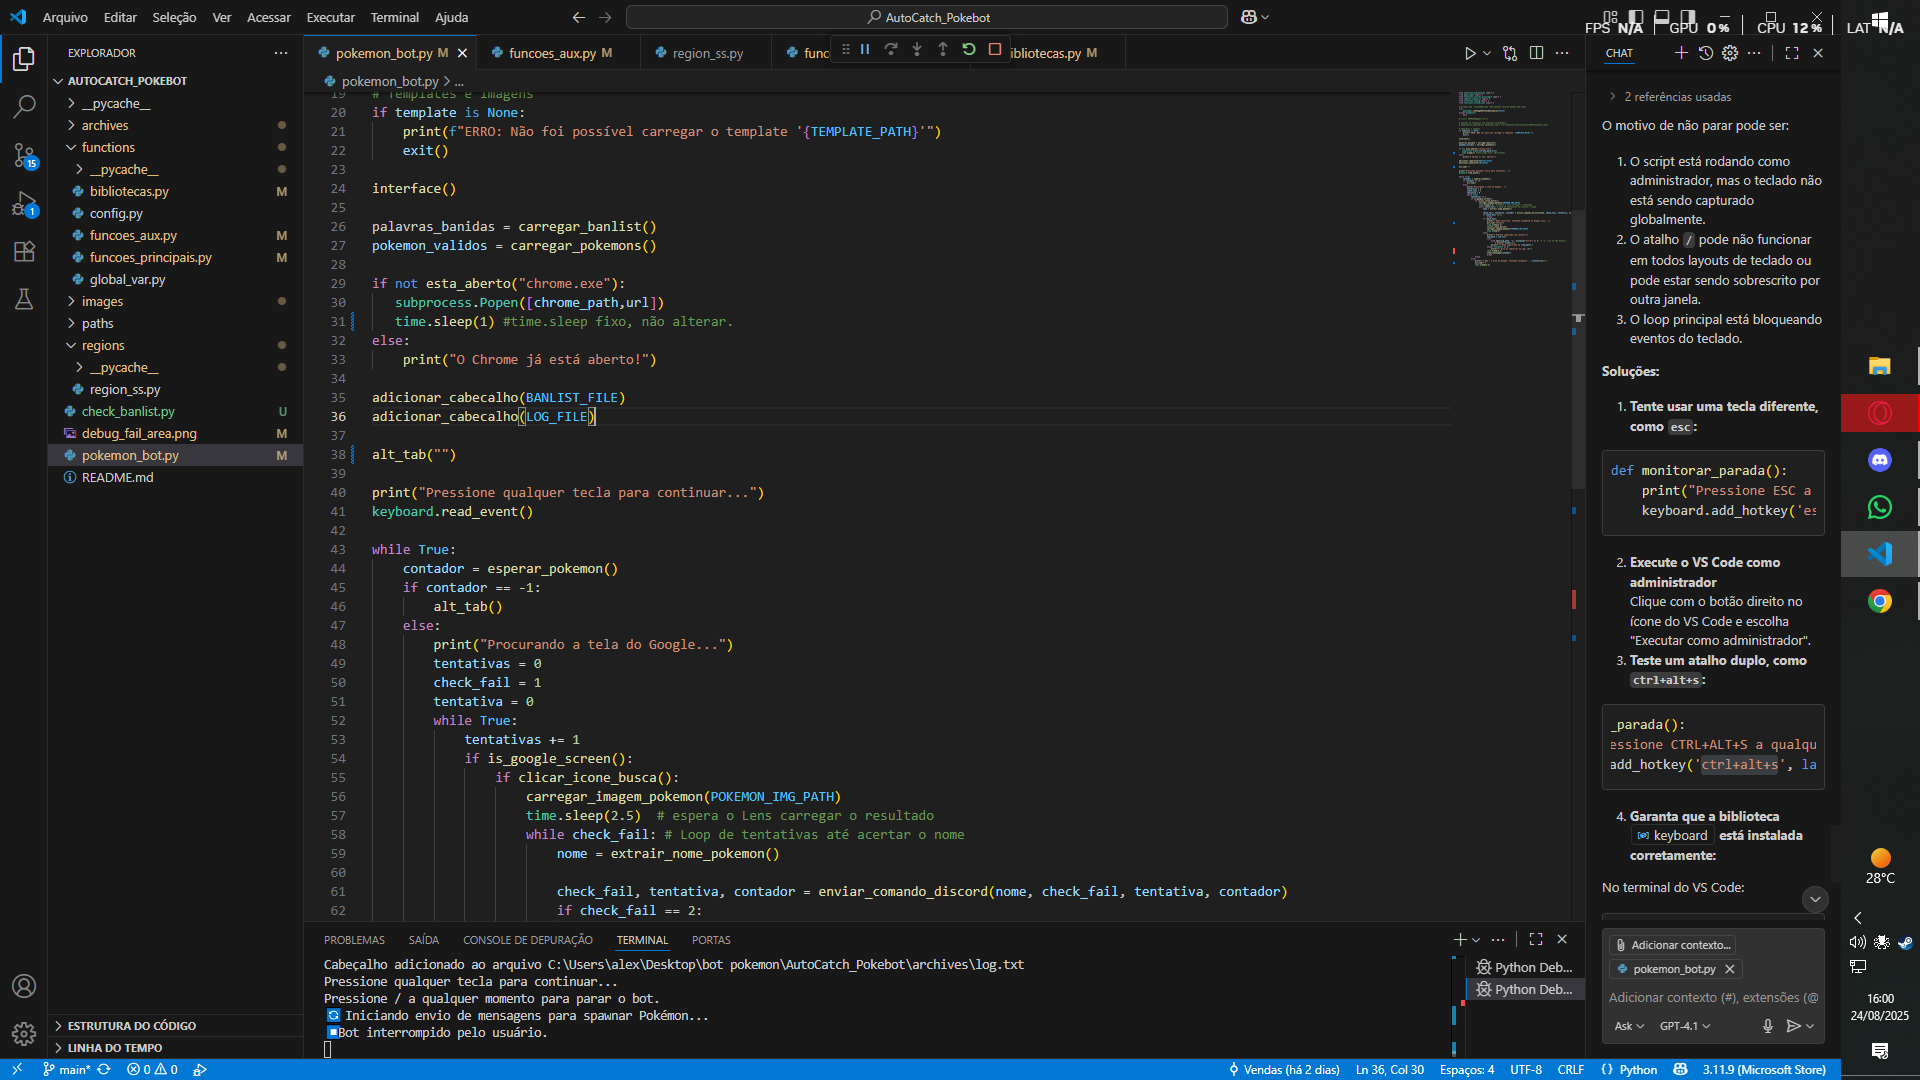 Arquivo Editar Seleção Ver Acessar Executar Terminal Ajuda
AutoCatch_Pokebot
FPS N/A GPU 0 % CPU 12 % LAT N/A
EXPLORADOR
AUTOCATCH_POKEBOT
__pycache__
archives
functions
__pycache__
bibliotecas.py M
config.py
funcoes_aux.py M
funcoes_principais.py M
global_var.py
images
paths
regions
__pycache__
region_ss.py
check_banlist.py U
debug_fail_area.png M
pokemon_bot.py M
README.md
ESTRUTURA DO CÓDIGO
LINHA DO TEMPO
15
1
pokemon_bot.py M
funcoes_aux.py M
region_ss.py
func
ibliotecas.py M
pokemon_bot.py > ...
19 # Templates e imagens
20 if template is None:
21 print(f"ERRO: Não foi possível carregar o template '{TEMPLATE_PATH}'")
22 exit()
23
24 interface()
25
26 palavras_banidas = carregar_banlist()
27 pokemon_validos = carregar_pokemons()
28
29 if not esta_aberto("chrome.exe"):
30 subprocess.Popen([chrome_path,url])
31 time.sleep(1) #time.sleep fixo, não alterar.
32 else:
33 print("O Chrome já está aberto!")
34
35 adicionar_cabecalho(BANLIST_FILE)
36 adicionar_cabecalho(LOG_FILE)
37
38 alt_tab("")
39
40 print("Pressione qualquer tecla para continuar...")
41 keyboard.read_event()
42
43 while True:
44 contador = esperar_pokemon()
45 if contador == -1:
46 alt_tab()
47 else:
48 print("Procurando a tela do Google...")
49 tentativas = 0
50 check_fail = 1
51 tentativa = 0
52 while True:
53 tentativas += 1
54 if is_google_screen():
55 if clicar_icone_busca():
56 carregar_imagem_pokemon(POKEMON_IMG_PATH)
57 time.sleep(2.5) # espera o Lens carregar o resultado
58 while check_fail: # Loop de tentativas até acertar o nome
59 nome = extrair_nome_pokemon()
60
61 check_fail, tentativa, contador = enviar_comando_discord(nome, check_fail, tentativa, contador)
62 if check_fail == 2:
PROBLEMAS SAÍDA CONSOLE DE DEPURAÇÃO TERMINAL PORTAS
Cabeçalho adicionado ao arquivo C:\Users\alex\Desktop\bot pokemon\AutoCatch_Pokebot\archives\log.txt
Pressione qualquer tecla para continuar...
Pressione / a qualquer momento para parar o bot.
Iniciando envio de mensagens para spawnar Pokémon...
Bot interrompido pelo usuário.
Python Deb...
Python Deb...
CHAT
2 referências usadas
O motivo de não parar pode ser:
1. O script está rodando como
administrador, mas o teclado não
está sendo capturado
globalmente.
2. O atalho / pode não funcionar
em todos layouts de teclado ou
pode estar sendo sobrescrito por
outra janela.
3. O loop principal está bloqueando
eventos do teclado.
Soluções:
1. Tente usar uma tecla diferente,
como esc:
def monitorar_parada():
print("Pressione ESC a
keyboard.add_hotkey('es
2. Execute o VS Code como
administrador
Clique com o botão direito no
ícone do VS Code e escolha
"Executar como administrador".
3. Teste um atalho duplo, como
ctrl+alt+s:
_parada():
essione CTRL+ALT+S a qualqu
add_hotkey('ctrl+alt+s', la
4. Garanta que a biblioteca
keyboard está instalada
corretamente:
No terminal do VS Code:
Adicionar contexto...
pokemon_bot.py
Adicionar contexto (#), extensões (@
Ask GPT-4.1
28°C
16:00
24/08/2025
main* 0 0
Vendas (há 2 dias) Ln 36, Col 30 Espaços: 4 UTF-8 CRLF Python 3.11.9 (Microsoft Store)